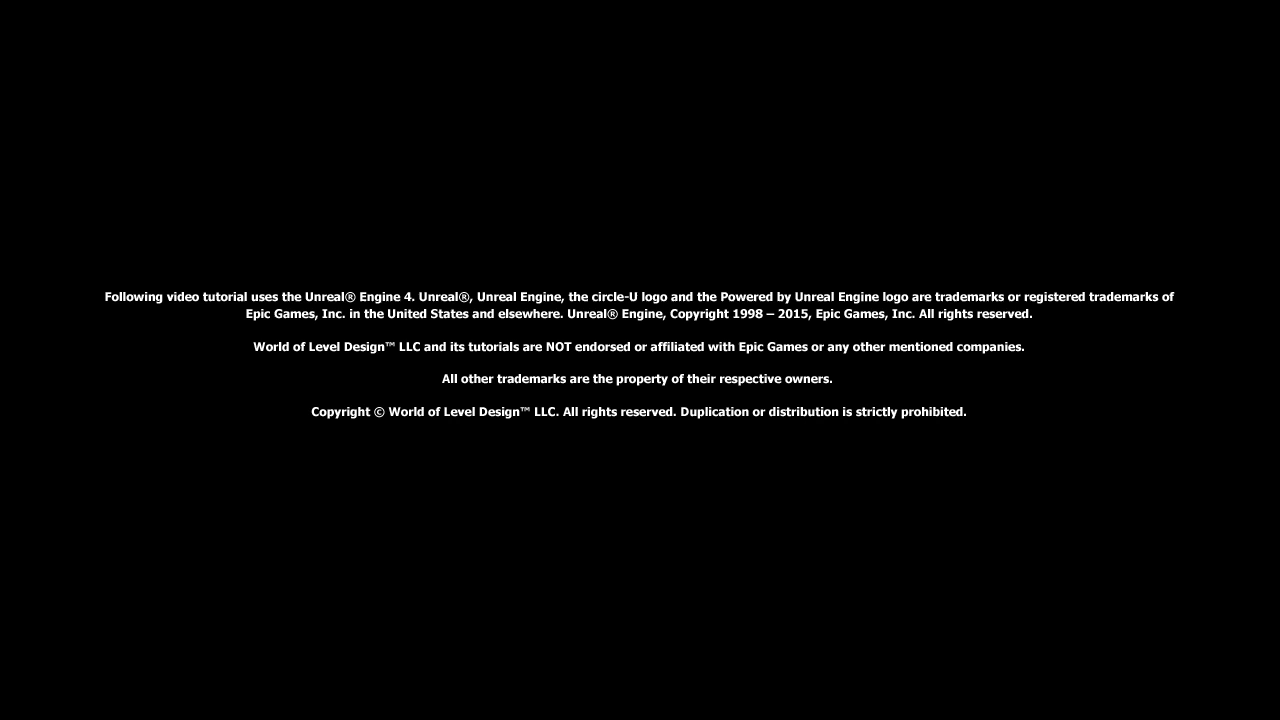 Following video tutorial uses the Unreal® Engine 4. Unreal®, Unreal Engine, the circle-U logo and the Powered by Unreal Engine logo are trademarks or registered trademarks of
Epic Games, Inc. in the United States and elsewhere. Unreal® Engine, Copyright 1998 – 2015, Epic Games, Inc. All rights reserved.
World of Level Design™ LLC and its tutorials are NOT endorsed or affiliated with Epic Games or any other mentioned companies.
All other trademarks are the property of their respective owners.
Copyright © World of Level Design™ LLC. All rights reserved. Duplication or distribution is strictly prohibited.